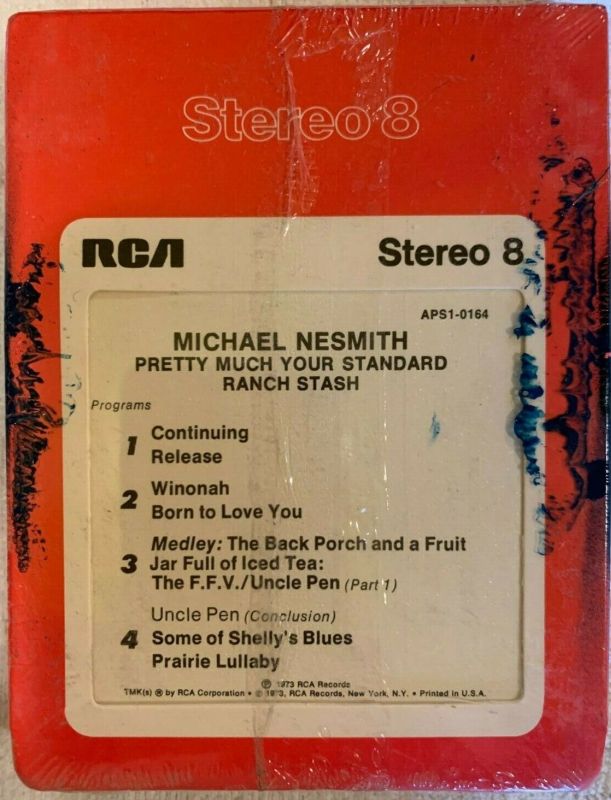 Stereo 8
RCA Stereo 8
APS1-0164
MICHAEL NESMITH
PRETTY MUCH YOUR STANDARD
RANCH STASH
Programs
1 Continuing
Release
2 Winonah
Born to Love You
Medley: The Back Porch and a Fruit
3 Jar Full of Iced Tea:
The F.F.V./Uncle Pen (Part 1)
Uncle Pen (Conclusion)
4 Some of Shelly's Blues
Prairie Lullaby
℗ 1973 RCA Records
TMK(s) ® by RCA Corporation • © 1973, RCA Records, New York, N.Y. • Printed in U.S.A.